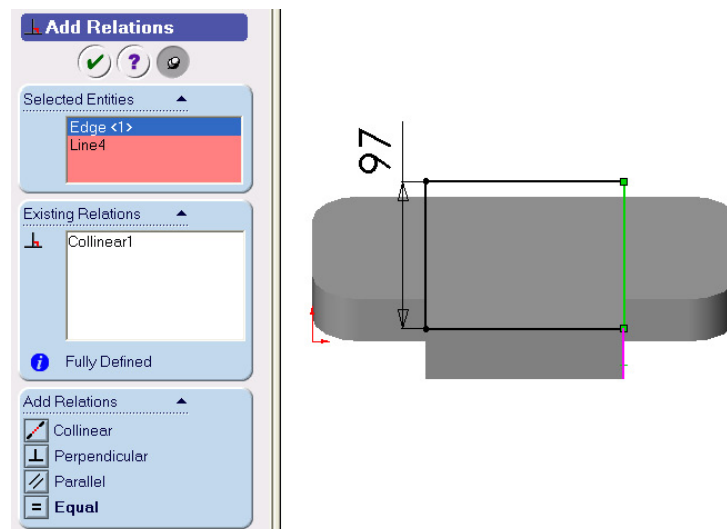 Add Relations
?
Selected Entities
Edge <1>
Line4
Existing Relations
Collinear1
i Fully Defined
Add Relations
Collinear
Perpendicular
Parallel
= Equal
97